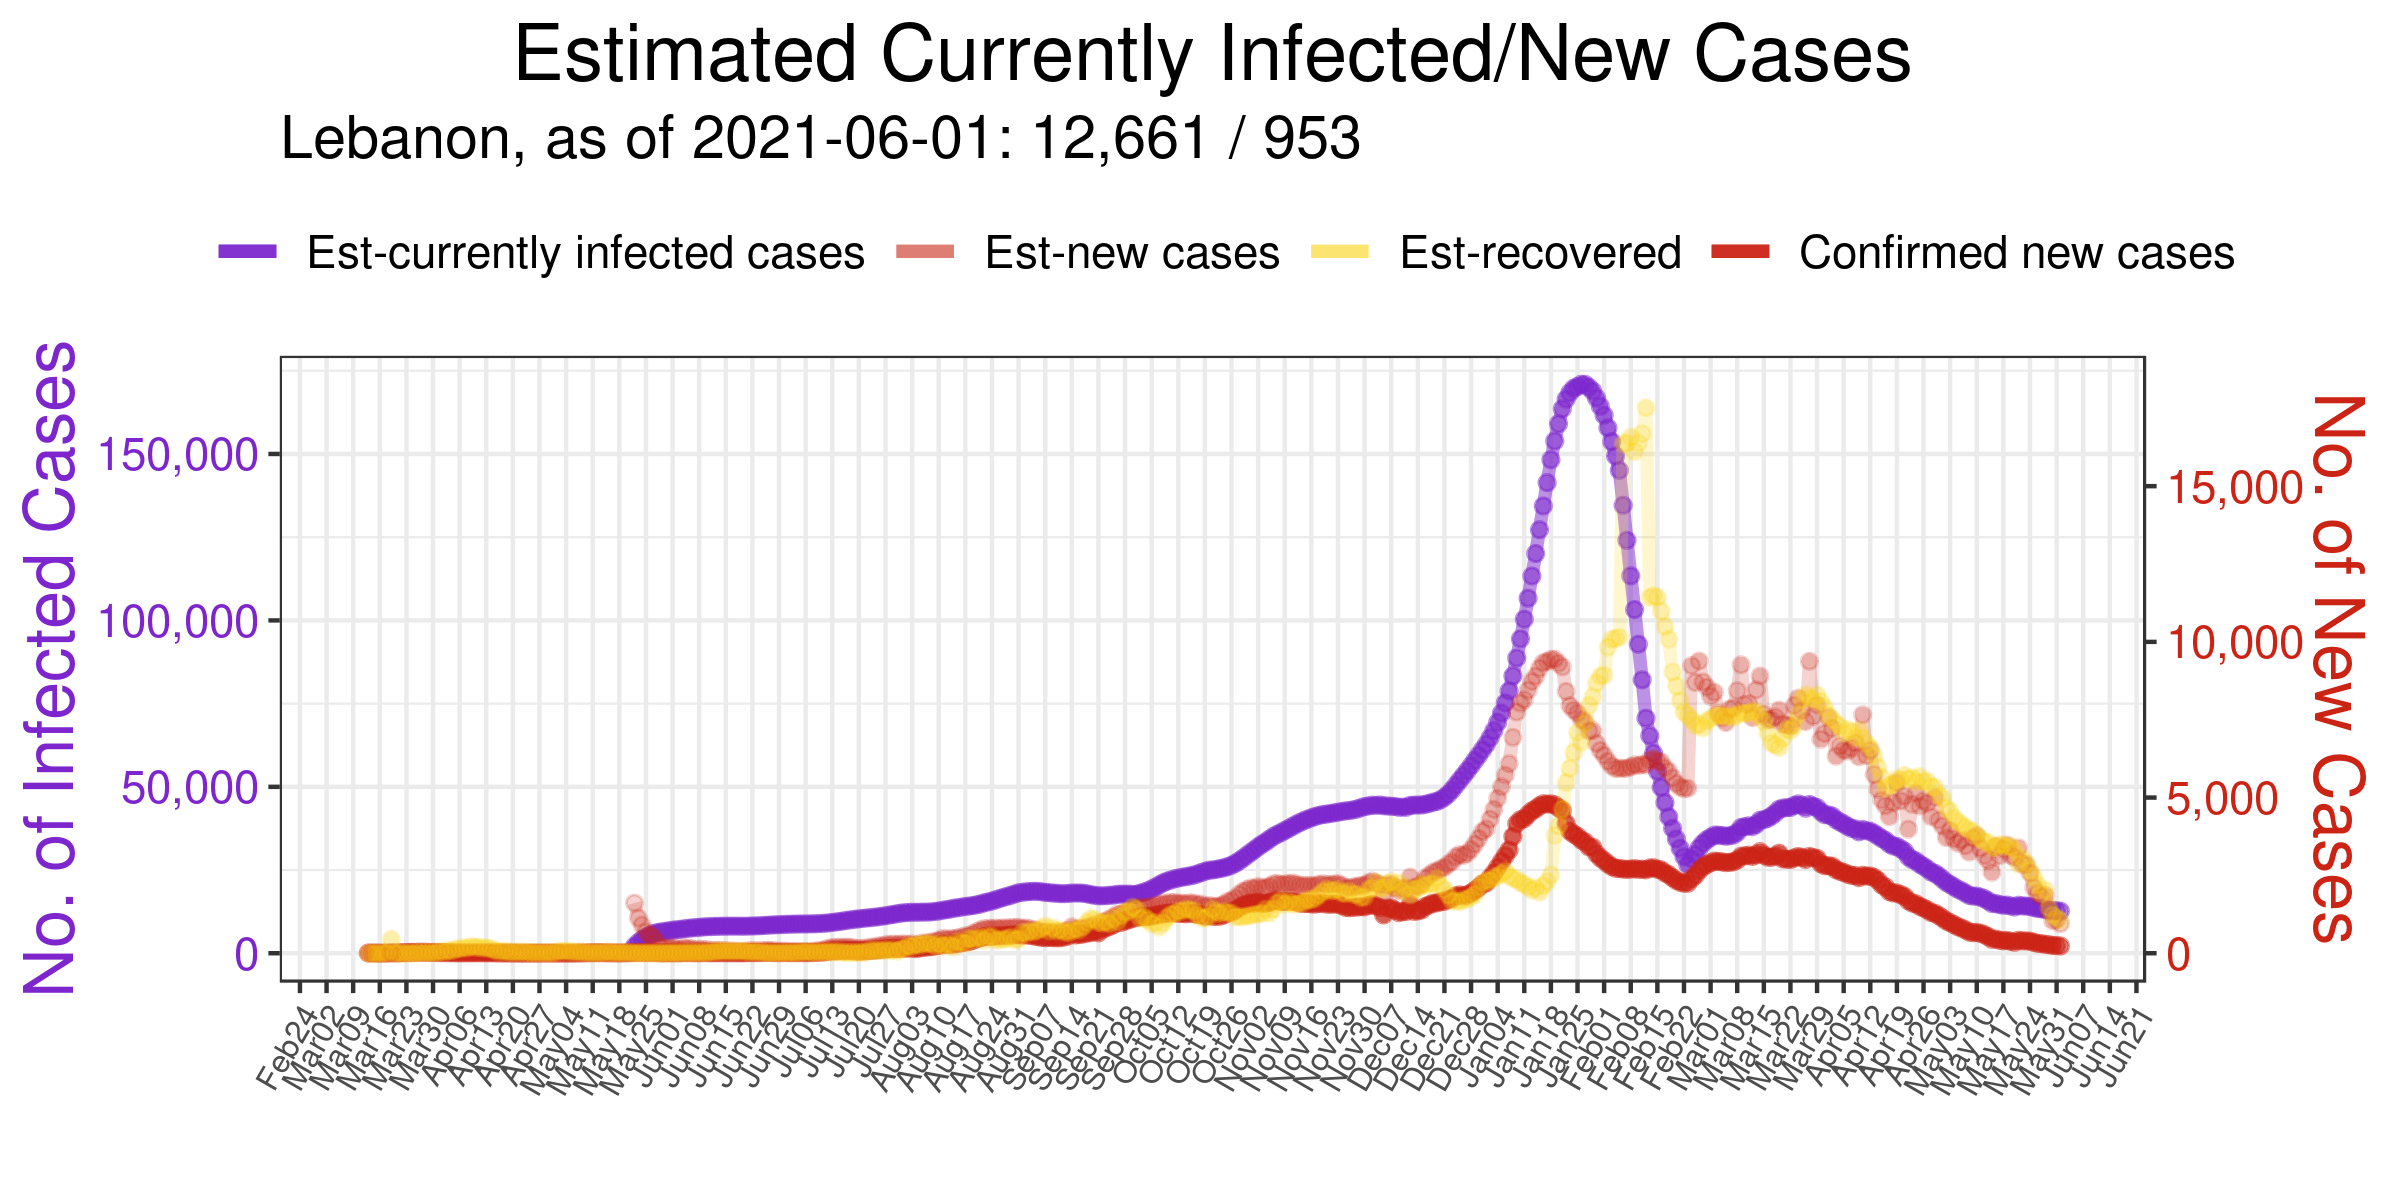 Estimated Currently Infected/New Cases
Lebanon, as of 2021-06-01: 12,661 / 953
Est-currently infected cases Est-new cases Est-recovered Confirmed new cases
No. of Infected Cases
150,000
100,000
50,000
0
15,000
10,000
5,000
0
No. of New Cases
Feb24
Mar02
Mar09
Mar16
Mar23
Mar30
Apr06
Apr13
Apr20
Apr27
May04
May11
May18
May25
Jun01
Jun08
Jun15
Jun22
Jun29
Jul06
Jul13
Jul20
Jul27
Aug03
Aug10
Aug17
Aug24
Aug31
Sep07
Sep14
Sep21
Sep28
Oct05
Oct12
Oct19
Oct26
Nov02
Nov09
Nov16
Nov23
Nov30
Dec07
Dec14
Dec21
Dec28
Jan04
Jan11
Jan18
Jan25
Feb01
Feb08
Feb15
Feb22
Mar01
Mar08
Mar15
Mar22
Mar29
Apr05
Apr12
Apr19
Apr26
May03
May10
May17
May24
May31
Jun07
Jun14
Jun21